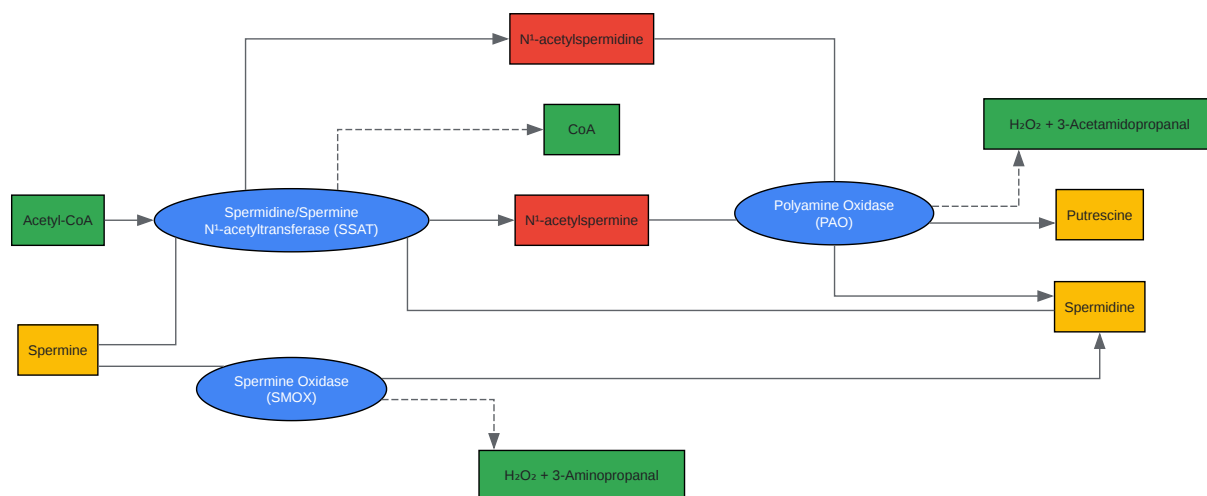 N¹-acetylspermidine
CoA
H₂O₂ + 3-Acetamidopropanal
Acetyl-CoA
Spermidine/Spermine
N¹-acetyltransferase (SSAT)
N¹-acetylspermine
Polyamine Oxidase
(PAO)
Putrescine
Spermidine
Spermine
Spermine Oxidase
(SMOX)
H₂O₂ + 3-Aminopropanal